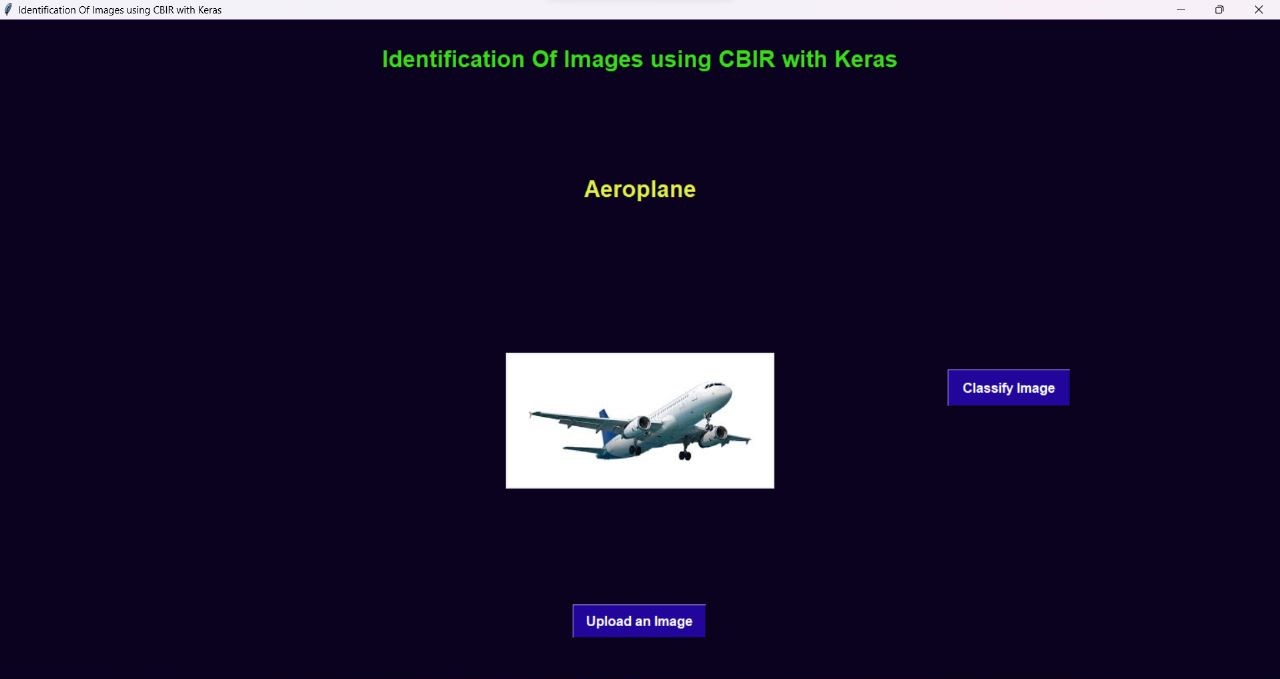 Identification Of Images using CBIR with Keras
Identification Of Images using CBIR with Keras
Aeroplane
Classify Image
Upload an Image